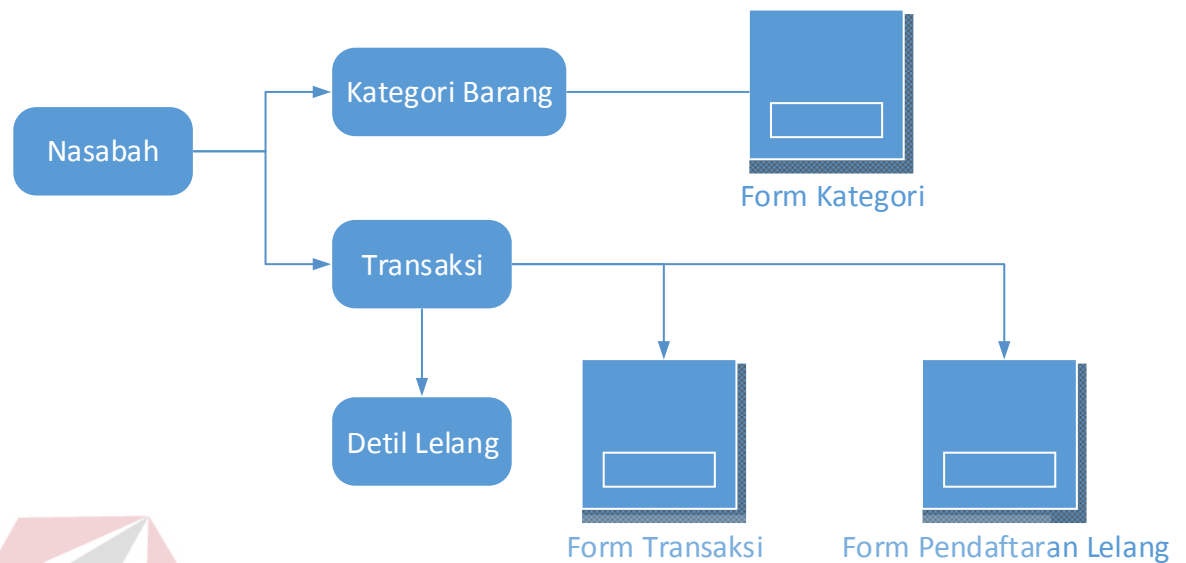 Kategori Barang
Nasabah
Form Kategori
Transaksi
Detil Lelang
Form Transaksi
Form Pendaftaran Lelang